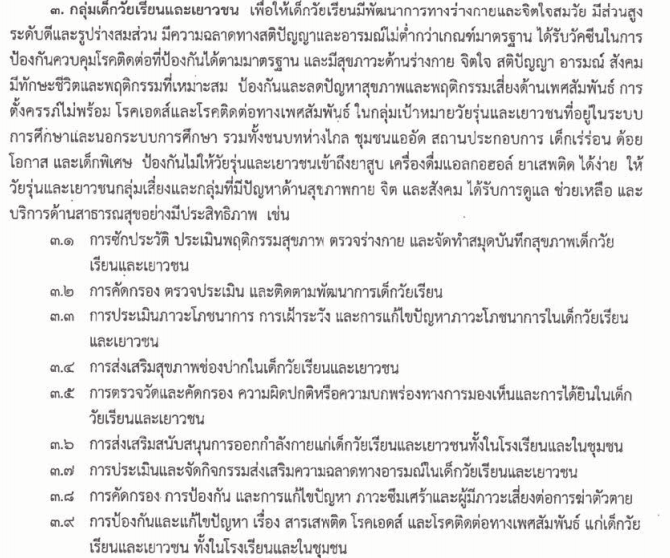 ๓. กลุ่มเด็กวัยเรียนและเยาวชน เพื่อให้เด็กวัยเรียนมีพัฒนาการทางร่างกายและจิตใจสมวัย มีส่วนสูง
ระดับดีและรูปร่างสมส่วน มีความฉลาดทางสติปัญญาและอารมณ์ไม่ต่ำกว่าเกณฑ์มาตรฐาน ได้รับวัคซีนในการ
ป้องกันควบคุมโรคติดต่อที่ป้องกันได้ตามมาตรฐาน และมีสุขภาวะด้านร่างกาย จิตใจ สติปัญญา อารมณ์ สังคม
มีทักษะชีวิตและพฤติกรรมที่เหมาะสม ป้องกันและลดปัญหาสุขภาพและพฤติกรรมเสี่ยงด้านเพศสัมพันธ์ การ
ตั้งครรภ์ไม่พร้อม โรคเอดส์และโรคติดต่อทางเพศสัมพันธ์ ในกลุ่มเป้าหมายวัยรุ่นและเยาวชนที่อยู่ในระบบ
การศึกษาและนอกระบบการศึกษา รวมทั้งชนบทห่างไกล ชุมชนแออัด สถานประกอบการ เด็กเร่ร่อน ด้อย
โอกาส และเด็กพิเศษ ป้องกันไม่ให้วัยรุ่นและเยาวชนเข้าถึงยาสูบ เครื่องดื่มแอลกอฮอล์ ยาเสพติด ได้ง่าย ให้
วัยรุ่นและเยาวชนกลุ่มเสี่ยงและกลุ่มที่มีปัญหาด้านสุขภาพกาย จิต และสังคม ได้รับการดูแล ช่วยเหลือ และ
บริการด้านสาธารณสุขอย่างมีประสิทธิภาพ เช่น
๓.๑ การซักประวัติ ประเมินพฤติกรรมสุขภาพ ตรวจร่างกาย และจัดทำสมุดบันทึกสุขภาพเด็กวัย
เรียนและเยาวชน
๓.๒ การคัดกรอง ตรวจประเมิน และติดตามพัฒนาการเด็กวัยเรียน
๓.๓ การประเมินภาวะโภชนาการ การเฝ้าระวัง และการแก้ไขปัญหาภาวะโภชนาการในเด็กวัยเรียน
และเยาวชน
๓.๔ การส่งเสริมสุขภาพช่องปากในเด็กวัยเรียนและเยาวชน
๓.๕ การตรวจวัดและคัดกรอง ความผิดปกติหรือความบกพร่องทางการมองเห็นและการได้ยินในเด็ก
วัยเรียนและเยาวชน
๓.๖ การส่งเสริมสนับสนุนการออกกำลังกายแก่เด็กวัยเรียนและเยาวชนทั้งในโรงเรียนและในชุมชน
๓.๗ การประเมินและจัดกิจกรรมส่งเสริมความฉลาดทางอารมณ์ในเด็กวัยเรียนและเยาวชน
๓.๘ การคัดกรอง การป้องกัน และการแก้ไขปัญหา ภาวะซึมเศร้าและผู้มีภาวะเสี่ยงต่อการฆ่าตัวตาย
๓.๙ การป้องกันและแก้ไขปัญหา เรื่อง สารเสพติด โรคเอดส์ และโรคติดต่อทางเพศสัมพันธ์ แก่เด็กวัย
เรียนและเยาวชน ทั้งในโรงเรียนและในชุมชน